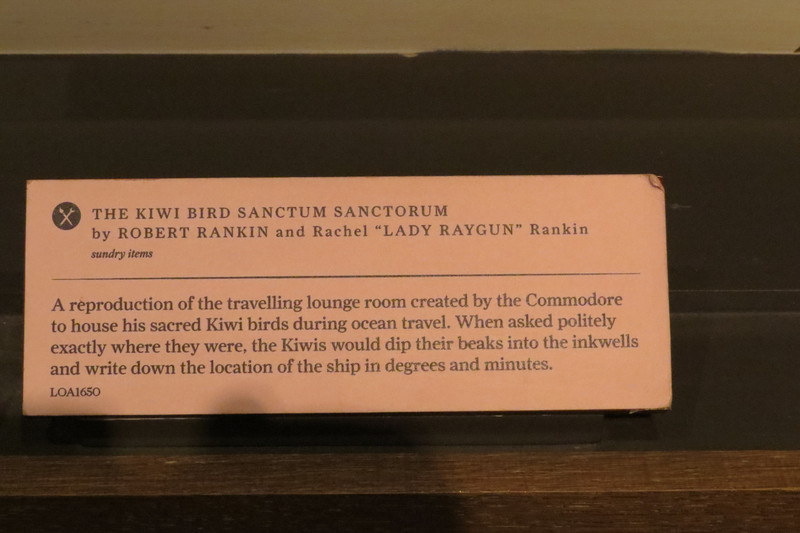 THE KIWI BIRD SANCTUM SANCTORUM
by ROBERT RANKIN and Rachel “LADY RAYGUN” Rankin
sundry items
A reproduction of the travelling lounge room created by the Commodore
to house his sacred Kiwi birds during ocean travel. When asked politely
exactly where they were, the Kiwis would dip their beaks into the inkwells
and write down the location of the ship in degrees and minutes.
LOA1650